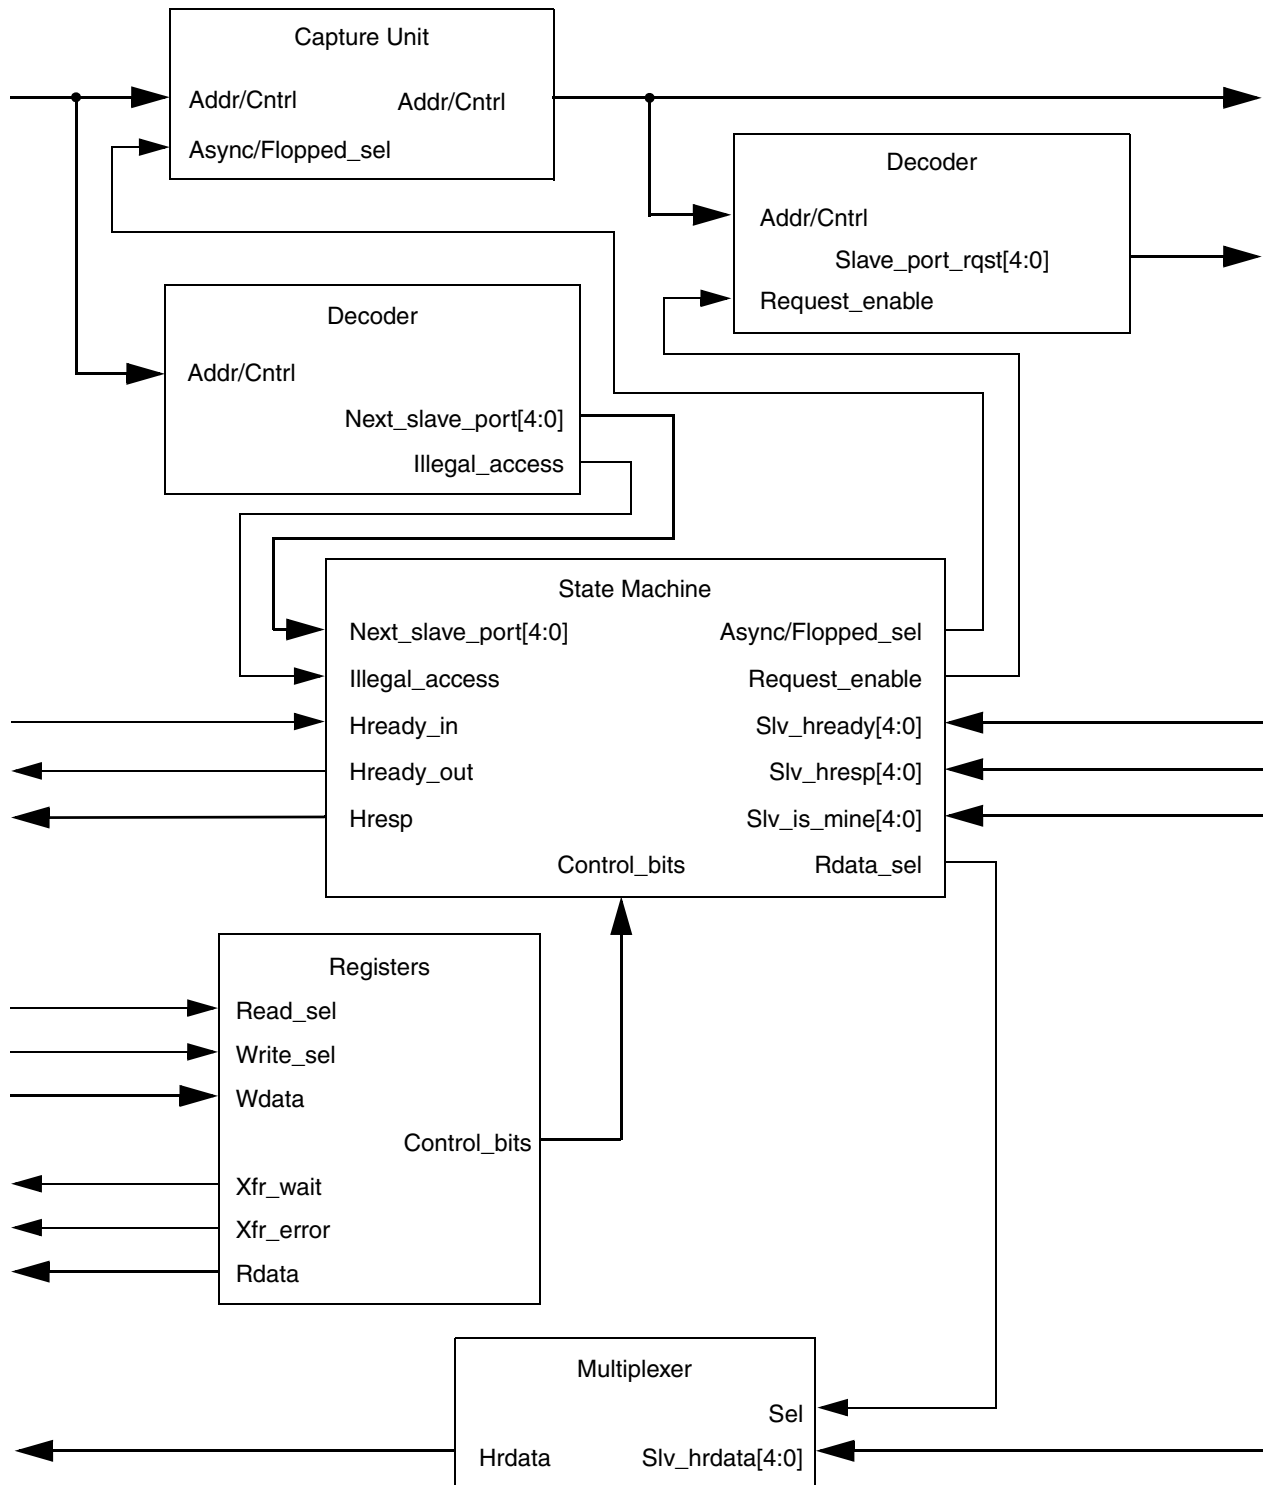 Capture Unit
Addr/Cntrl Addr/Cntrl
Async/Flopped_sel
Decoder
Addr/Cntrl
Slave_port_rqst[4:0]
Request_enable
Decoder
Addr/Cntrl
Next_slave_port[4:0]
Illegal_access
State Machine
Next_slave_port[4:0] Async/Flopped_sel
Illegal_access Request_enable
Hready_in Slv_hready[4:0]
Hready_out Slv_hresp[4:0]
Hresp Slv_is_mine[4:0]
Control_bits Rdata_sel
Registers
Read_sel
Write_sel
Wdata
Control_bits
Xfr_wait
Xfr_error
Rdata
Multiplexer
Sel
Hrdata Slv_hrdata[4:0]